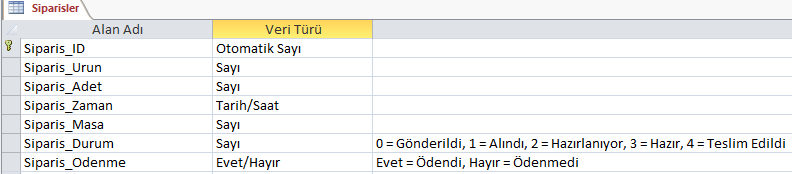 Siparisler
Alan Adı Veri Türü
Siparis_ID Otomatik Sayı
Siparis_Urun Sayı
Siparis_Adet Sayı
Siparis_Zaman Tarih/Saat
Siparis_Masa Sayı
Siparis_Durum Sayı 0 = Gönderildi, 1 = Alındı, 2 = Hazırlanıyor, 3 = Hazır, 4 = Teslim Edildi
Siparis_Odenme Evet/Hayır Evet = Ödendi, Hayır = Ödenmedi